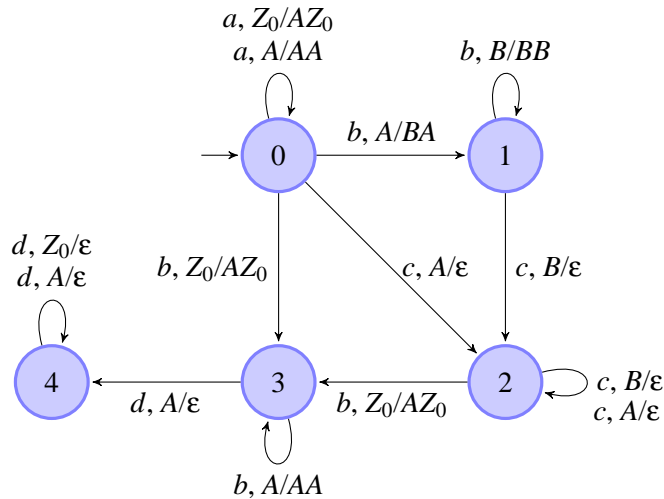 a, Z₀/AZ₀
a, A/AA
b, B/BB
0
b, A/BA
1
d, Z₀/ε
d, A/ε
b, Z₀/AZ₀
c, A/ε
c, B/ε
4
d, A/ε
3
b, Z₀/AZ₀
2
c, B/ε
c, A/ε
b, A/AA